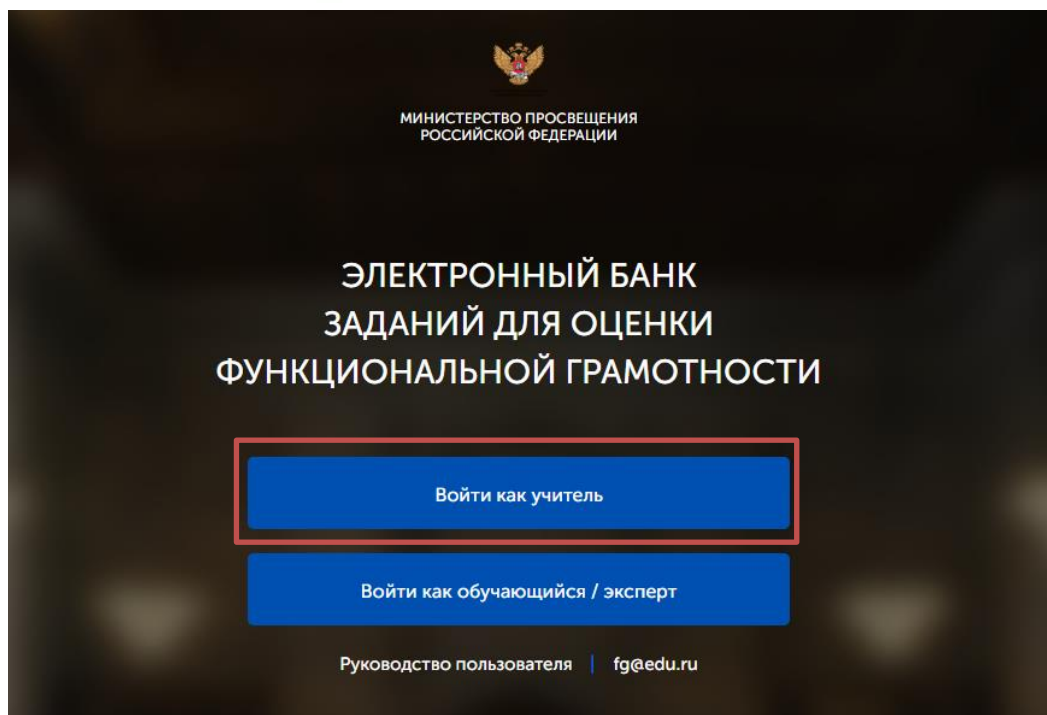 МИНИСТЕРСТВО ПРОСВЕЩЕНИЯ
РОССИЙСКОЙ ФЕДЕРАЦИИ
ЭЛЕКТРОННЫЙ БАНК
ЗАДАНИЙ ДЛЯ ОЦЕНКИ
ФУНКЦИОНАЛЬНОЙ ГРАМОТНОСТИ
Войти как учитель
Войти как обучающийся / эксперт
Руководство пользователя | fg@edu.ru